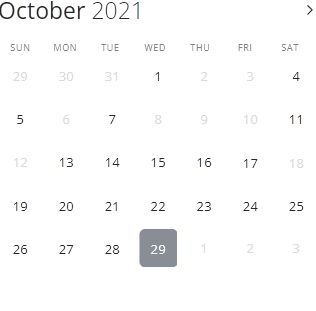 October 2021
SUN MON TUE WED THU FRI SAT
29 30 31 1 2 3 4
5 6 7 8 9 10 11
12 13 14 15 16 17 18
19 20 21 22 23 24 25
26 27 28 29 1 2 3